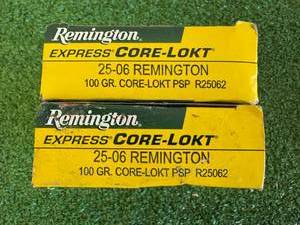 Remington
EXPRESS CORE-LOKT
25-06 REMINGTON
100 GR. CORE-LOKT PSP R25062
Remington
EXPRESS CORE-LOKT
25-06 REMINGTON
100 GR. CORE-LOKT PSP R25062